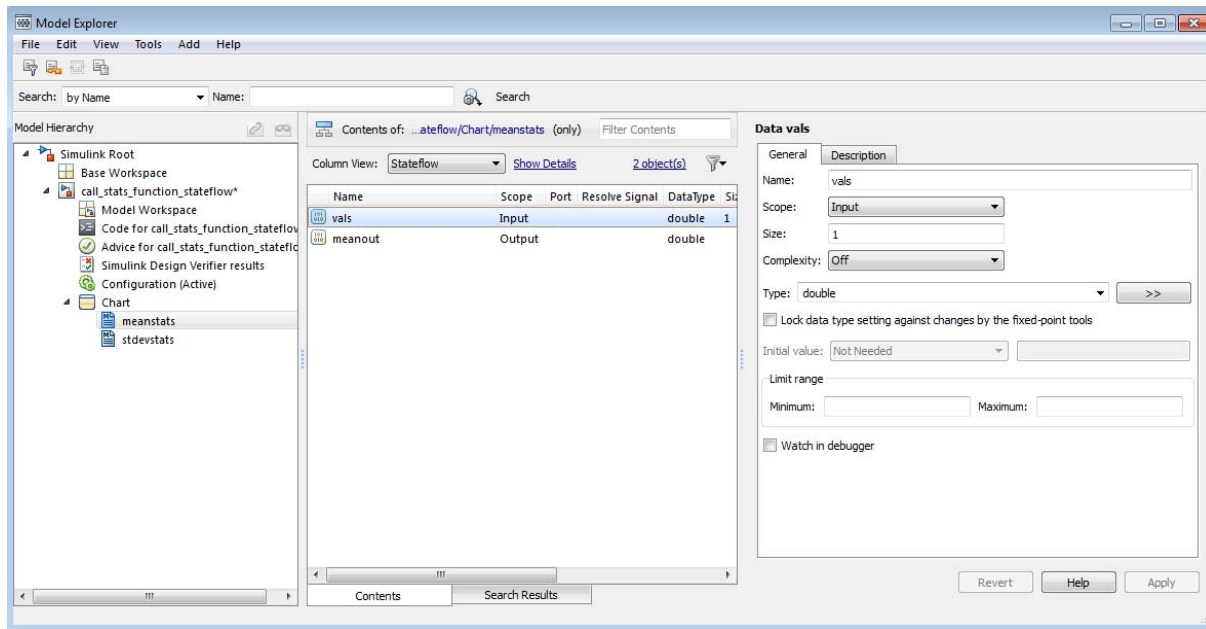 Model Explorer
File Edit View Tools Add Help
Search: by Name Name: Search
Model Hierarchy
Simulink Root
Base Workspace
call_stats_function_stateflow*
Model Workspace
Code for call_stats_function_stateflov
Advice for call_stats_function_stateflc
Simulink Design Verifier results
Configuration (Active)
Chart
meanstats
stdevstats
Contents of: ...ateflow/Chart/meanstats (only) Filter Contents
Column View: Stateflow Show Details 2 object(s)
Name Scope Port Resolve Signal DataType Siz
vals Input double 1
meanout Output double
Contents Search Results
Data vals
General Description
Name: vals
Scope: Input
Size: 1
Complexity: Off
Type: double >>
Lock data type setting against changes by the fixed-point tools
Initial value: Not Needed
Limit range
Minimum: Maximum:
Watch in debugger
Revert Help Apply